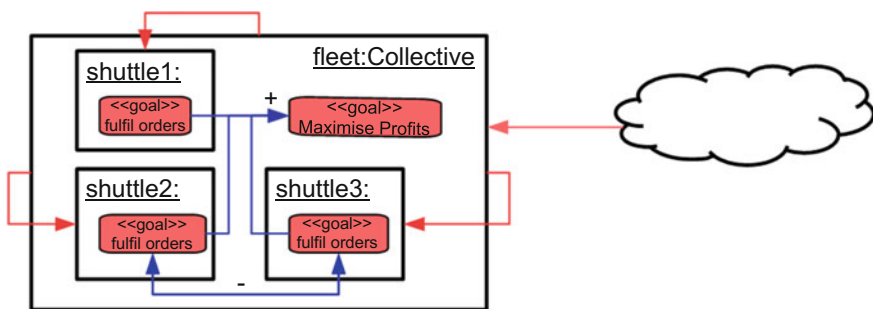 fleet:Collective
shuttle1:
<<goal>>
fulfil orders
+
<<goal>>
Maximise Profits
shuttle2:
<<goal>>
fulfil orders
shuttle3:
<<goal>>
fulfil orders
-